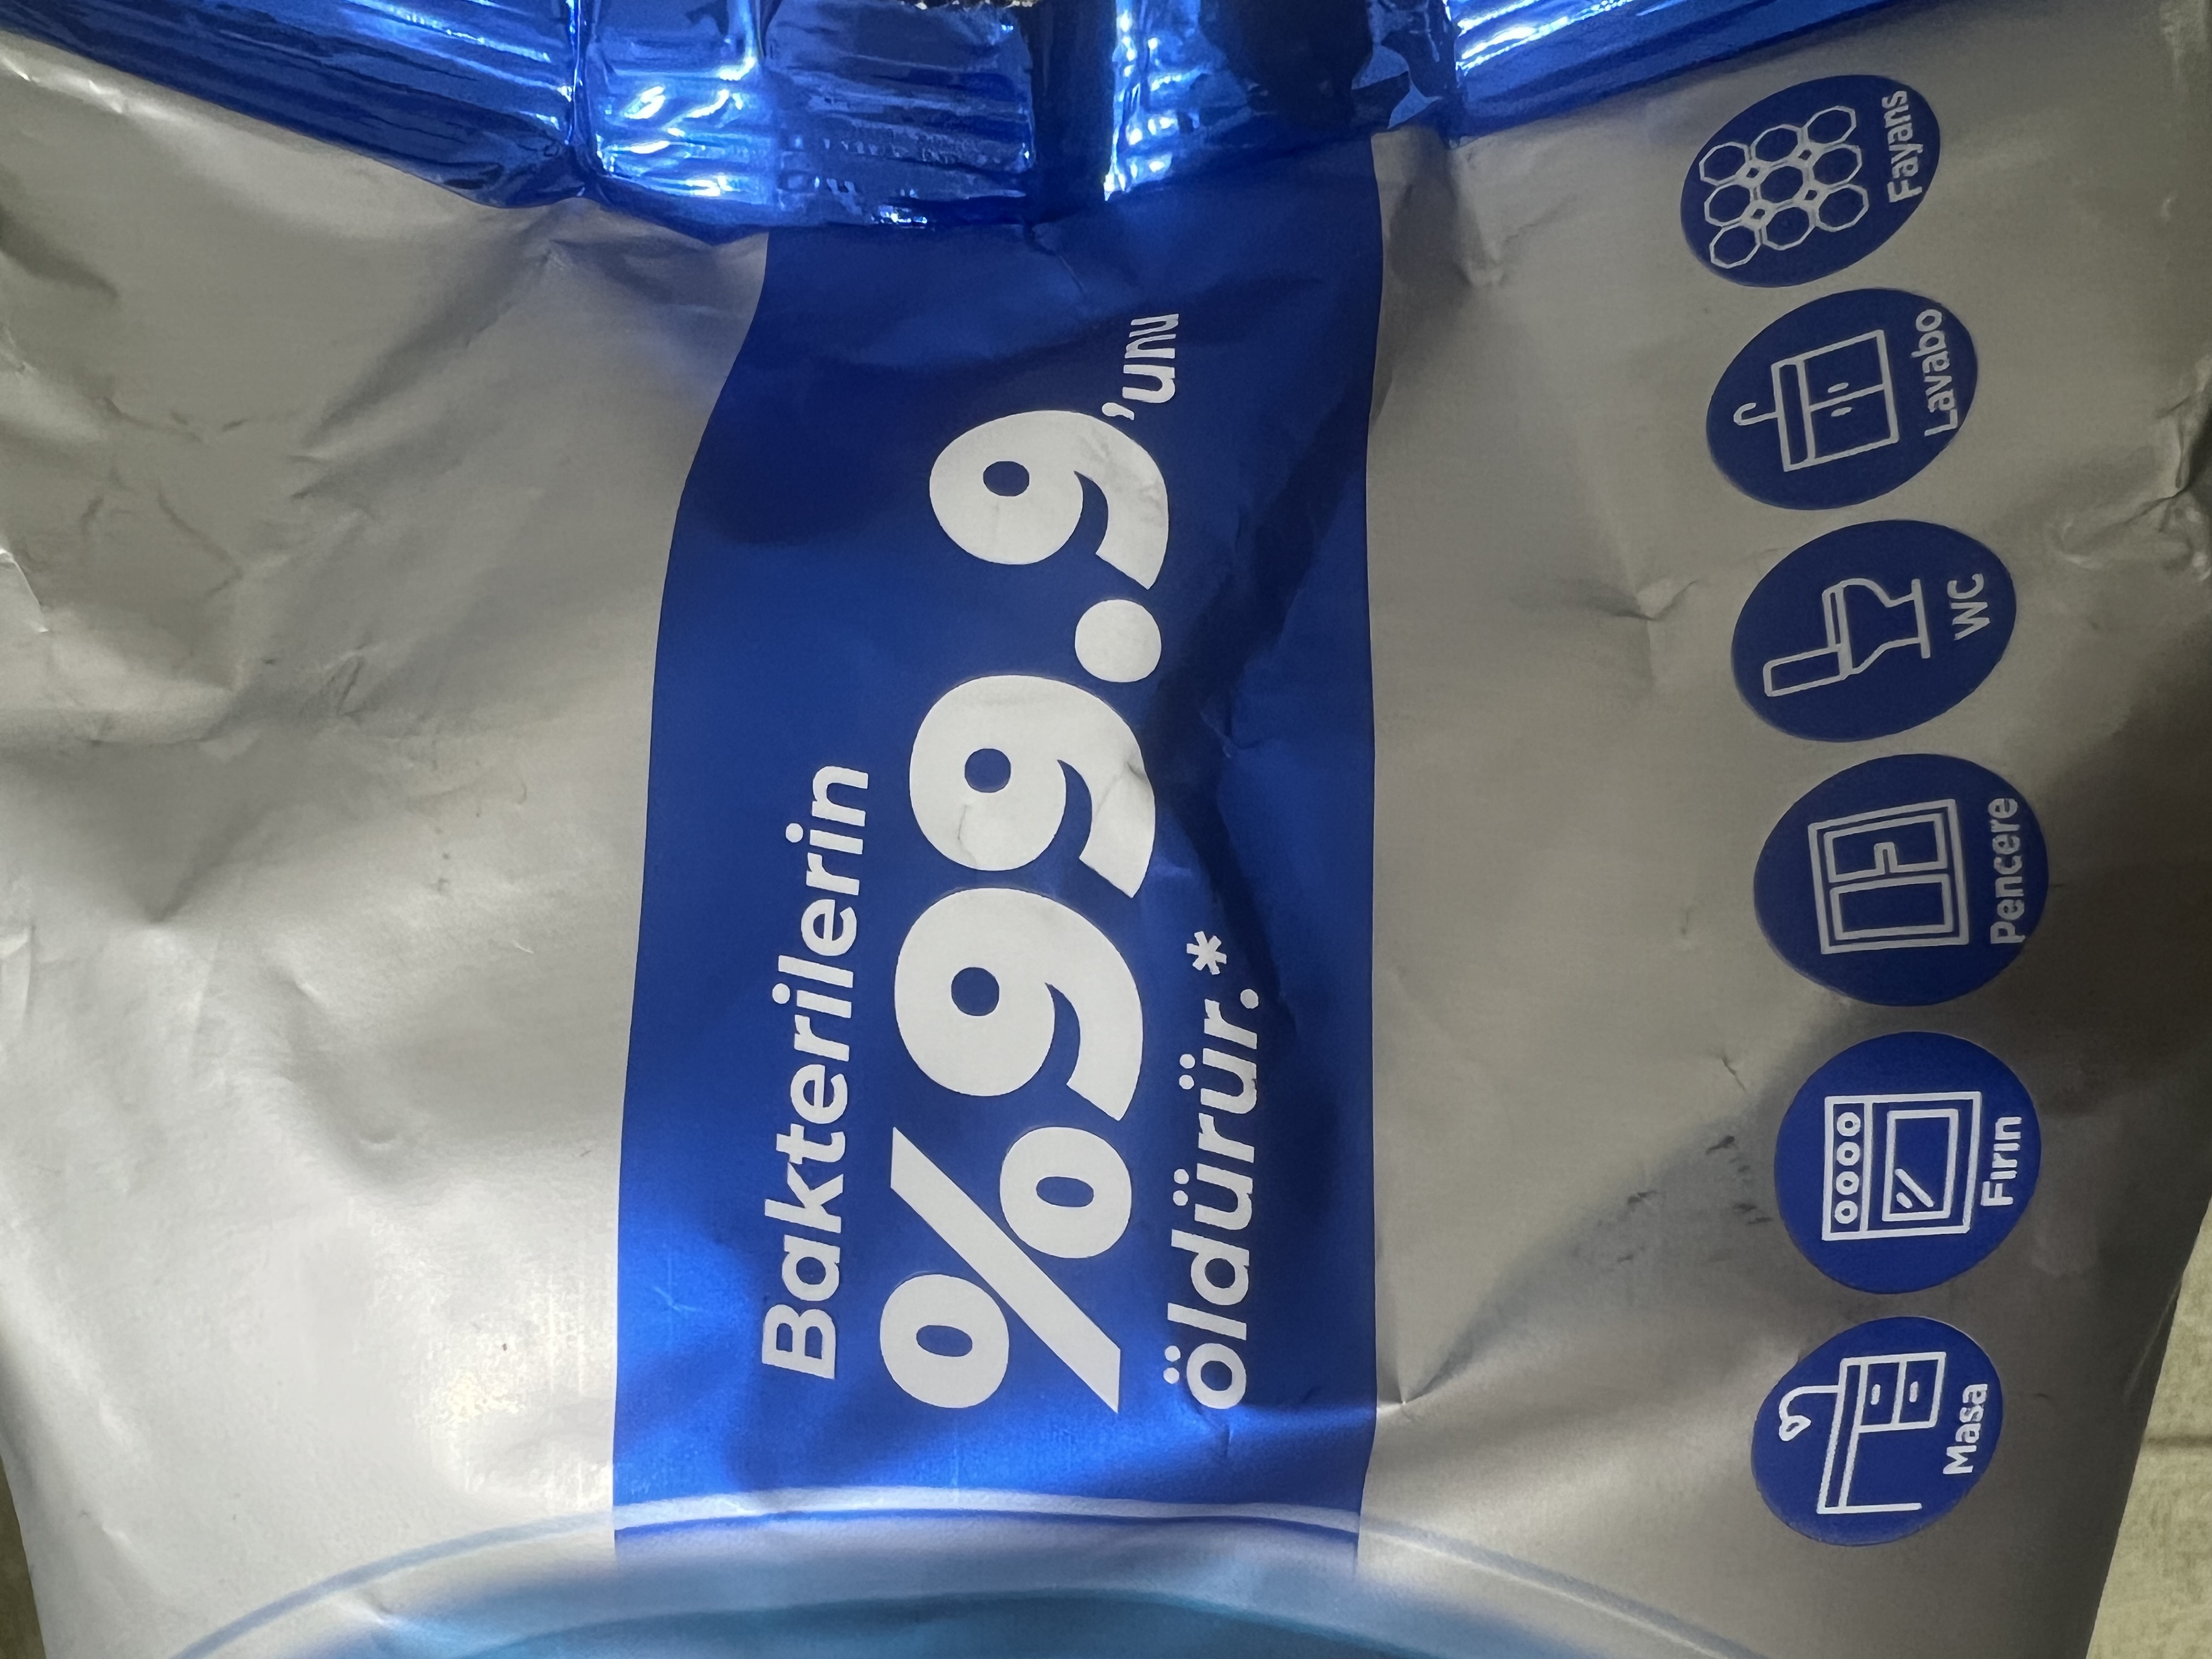 Bakterilerin
%99.9'unu
öldürür.*
Masa
Fırın
Pencere
WC
Lavabo
Fayans